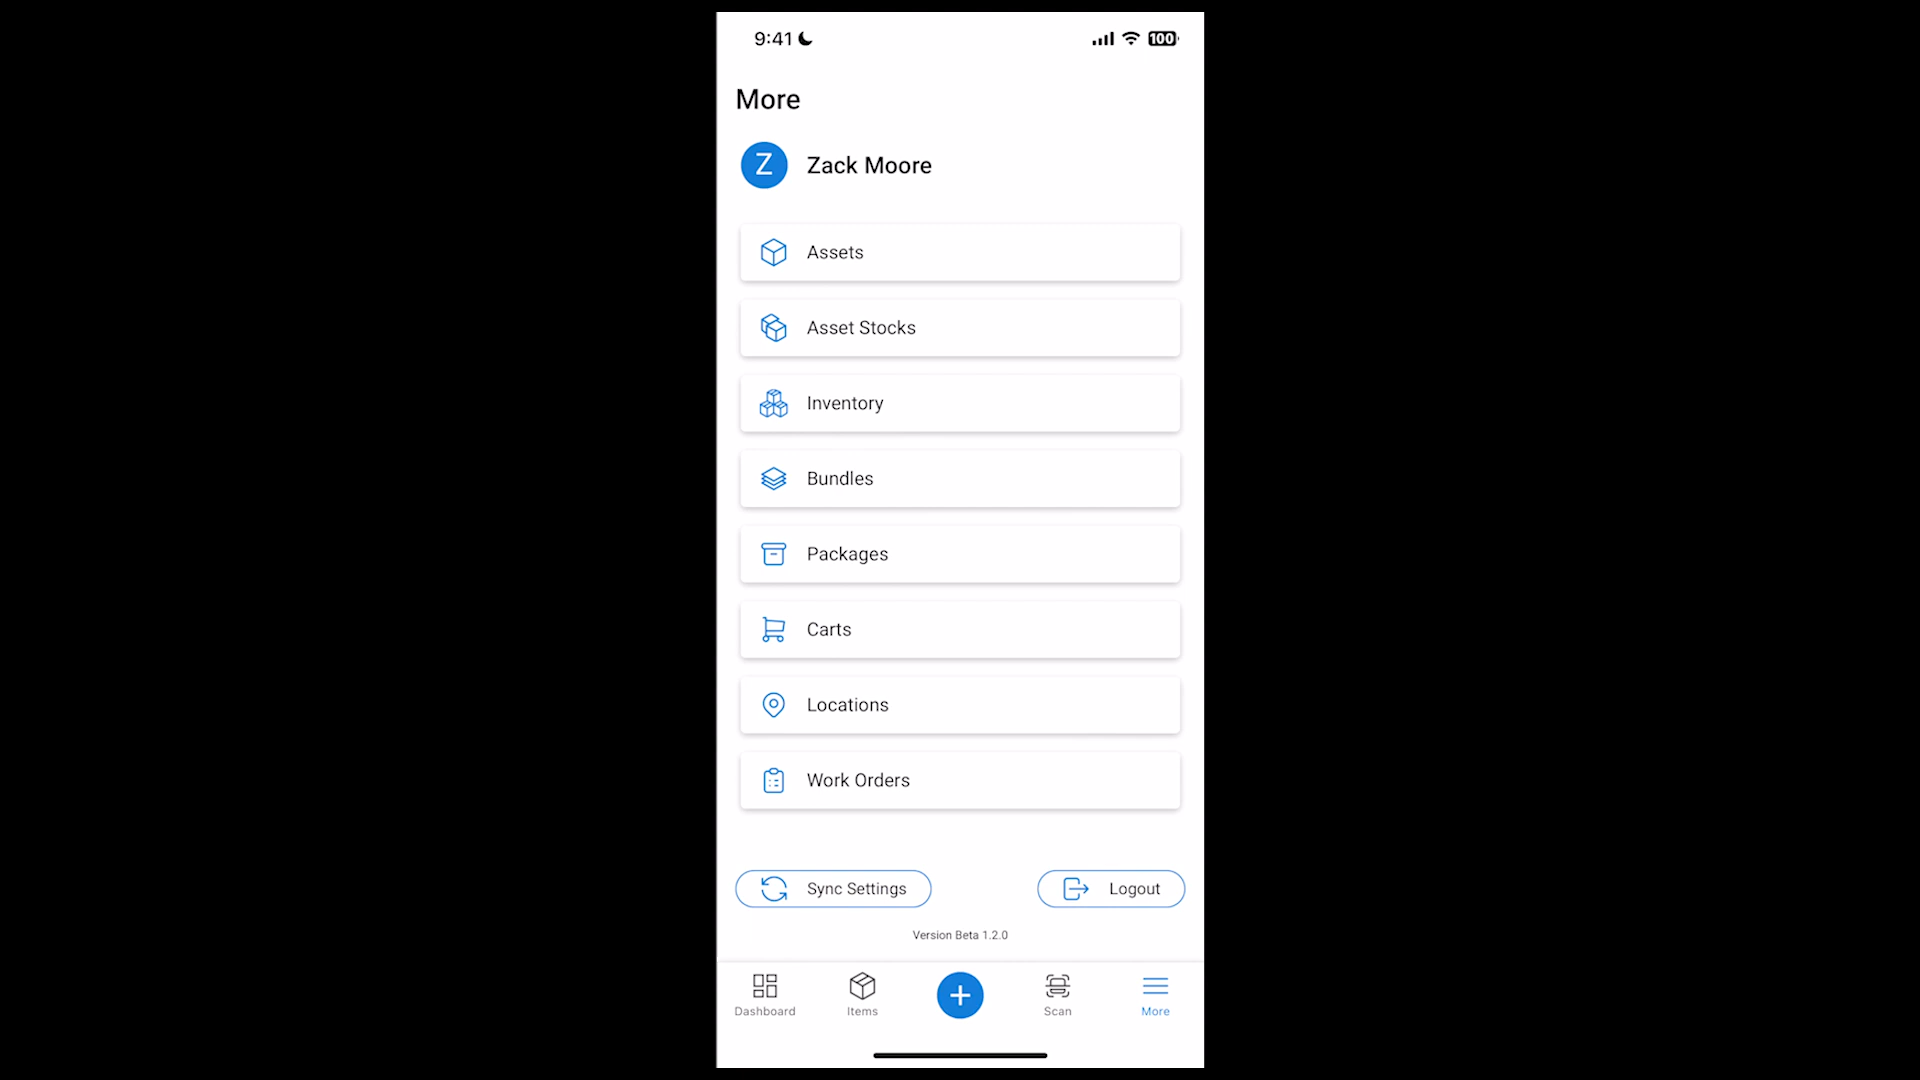 9:41
100
More
Z
Zack Moore
Assets
Asset Stocks
Inventory
Bundles
Packages
Carts
Locations
Work Orders
Sync Settings
Logout
Version Beta 1.2.0
Dashboard
Items
Scan
More